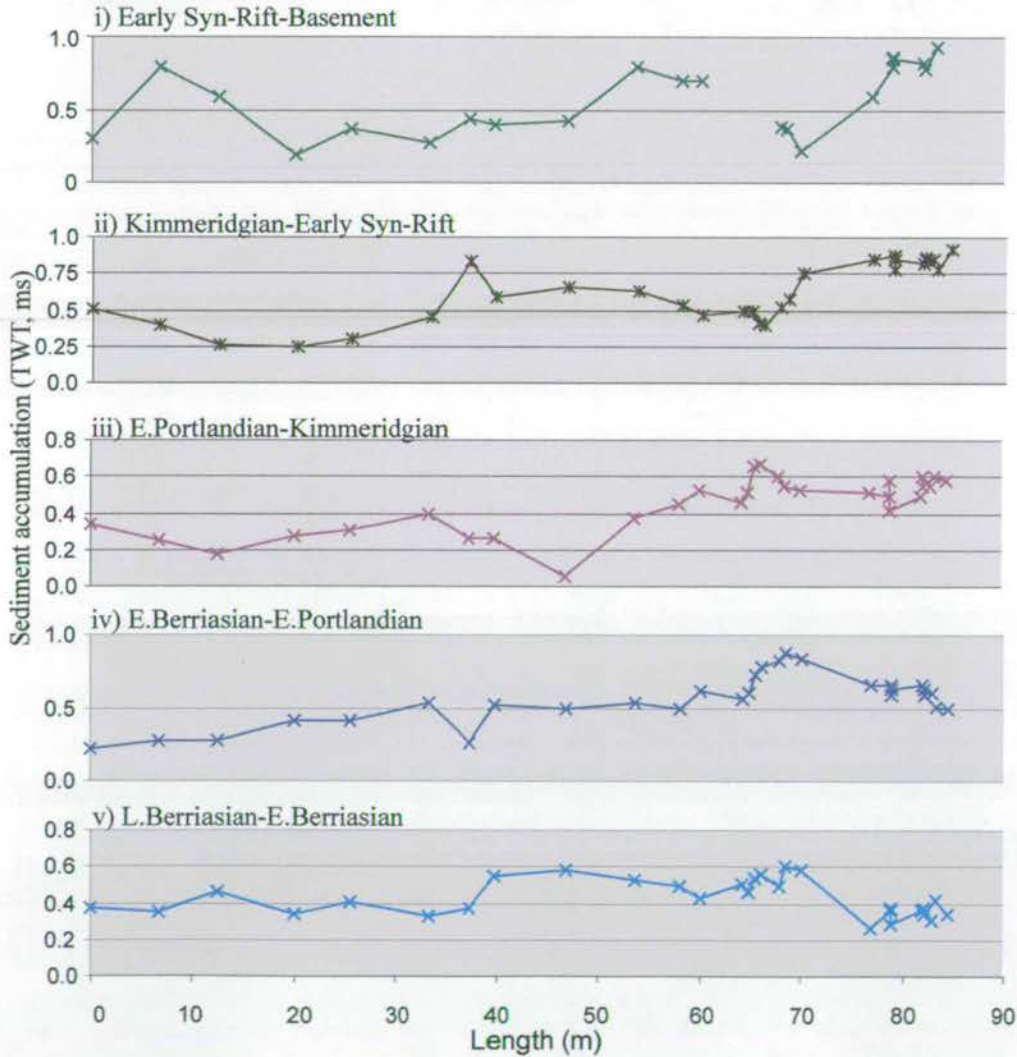 i) Early Syn-Rift-Basement
1.0
0.5
0
ii) Kimmeridgian-Early Syn-Rift
1.0
0.75
0.5
0.25
0.0
iii) E.Portlandian-Kimmeridgian
0.8
0.6
0.4
0.2
0.0
iv) E.Berriasian-E.Portlandian
1.0
0.5
0.0
v) L.Berriasian-E.Berriasian
0.8
0.6
0.4
0.2
0.0
Sediment accumulation (TWT, ms)
0 10 20 30 40 50 60 70 80 90
Length (m)